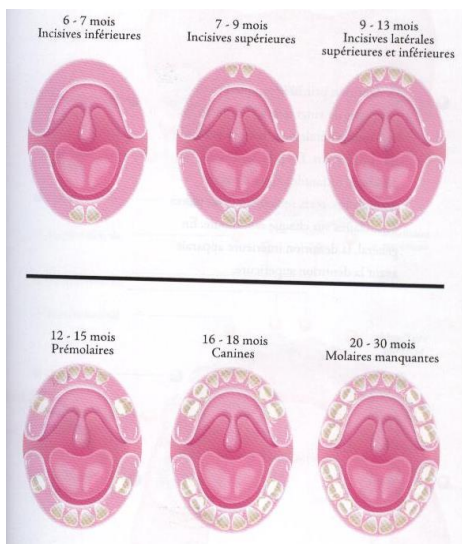 6 - 7 mois
Incisives inférieures
7 - 9 mois
Incisives supérieures
9 - 13 mois
Incisives latérales
supérieures et inférieures
12 - 15 mois
Prémolaires
16 - 18 mois
Canines
20 - 30 mois
Molaires manquantes